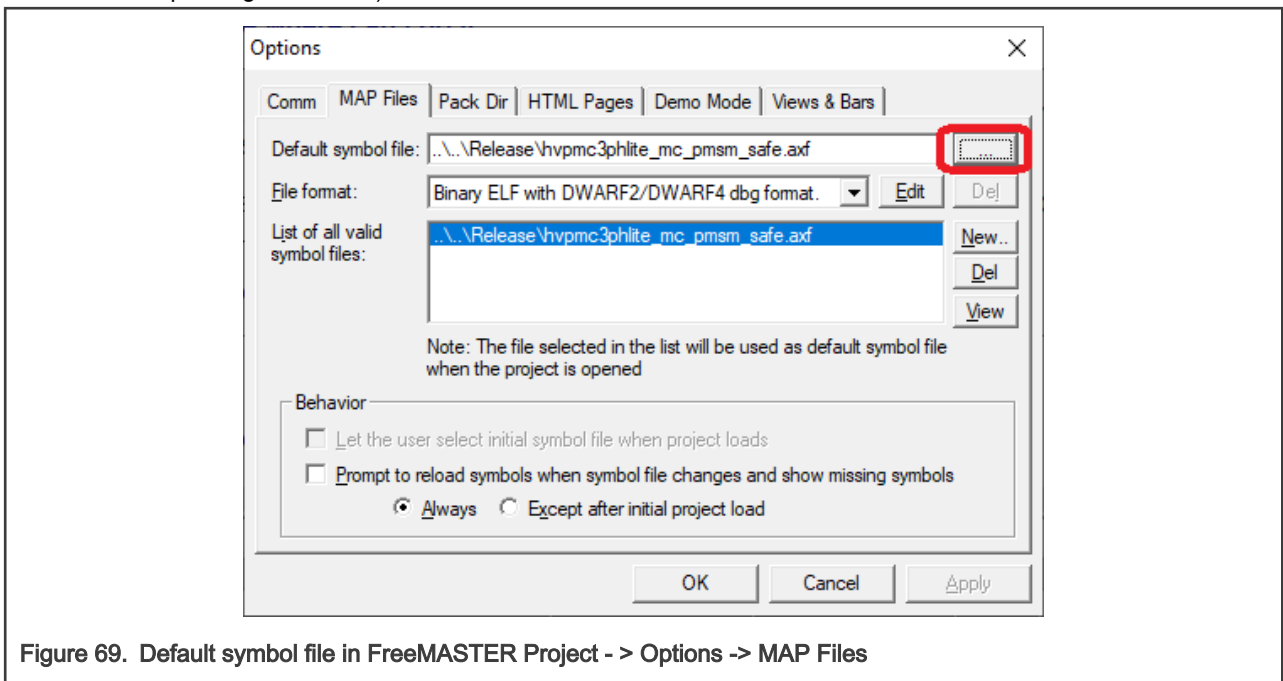 Options
Comm MAP Files Pack Dir HTML Pages Demo Mode Views & Bars
Default symbol file: ..\..\Release\hvpmc3phlite_mc_pmsm_safe.axf ...
File format: Binary ELF with DWARF2/DWARF4 dbg format. Edit Del
List of all valid
symbol files:
..\..\Release\hvpmc3phlite_mc_pmsm_safe.axf
New..
Del
View
Note: The file selected in the list will be used as default symbol file
when the project is opened
Behavior
Let the user select initial symbol file when project loads
Prompt to reload symbols when symbol file changes and show missing symbols
Always Except after initial project load
OK Cancel Apply
Figure 69. Default symbol file in FreeMASTER Project - > Options -> MAP Files